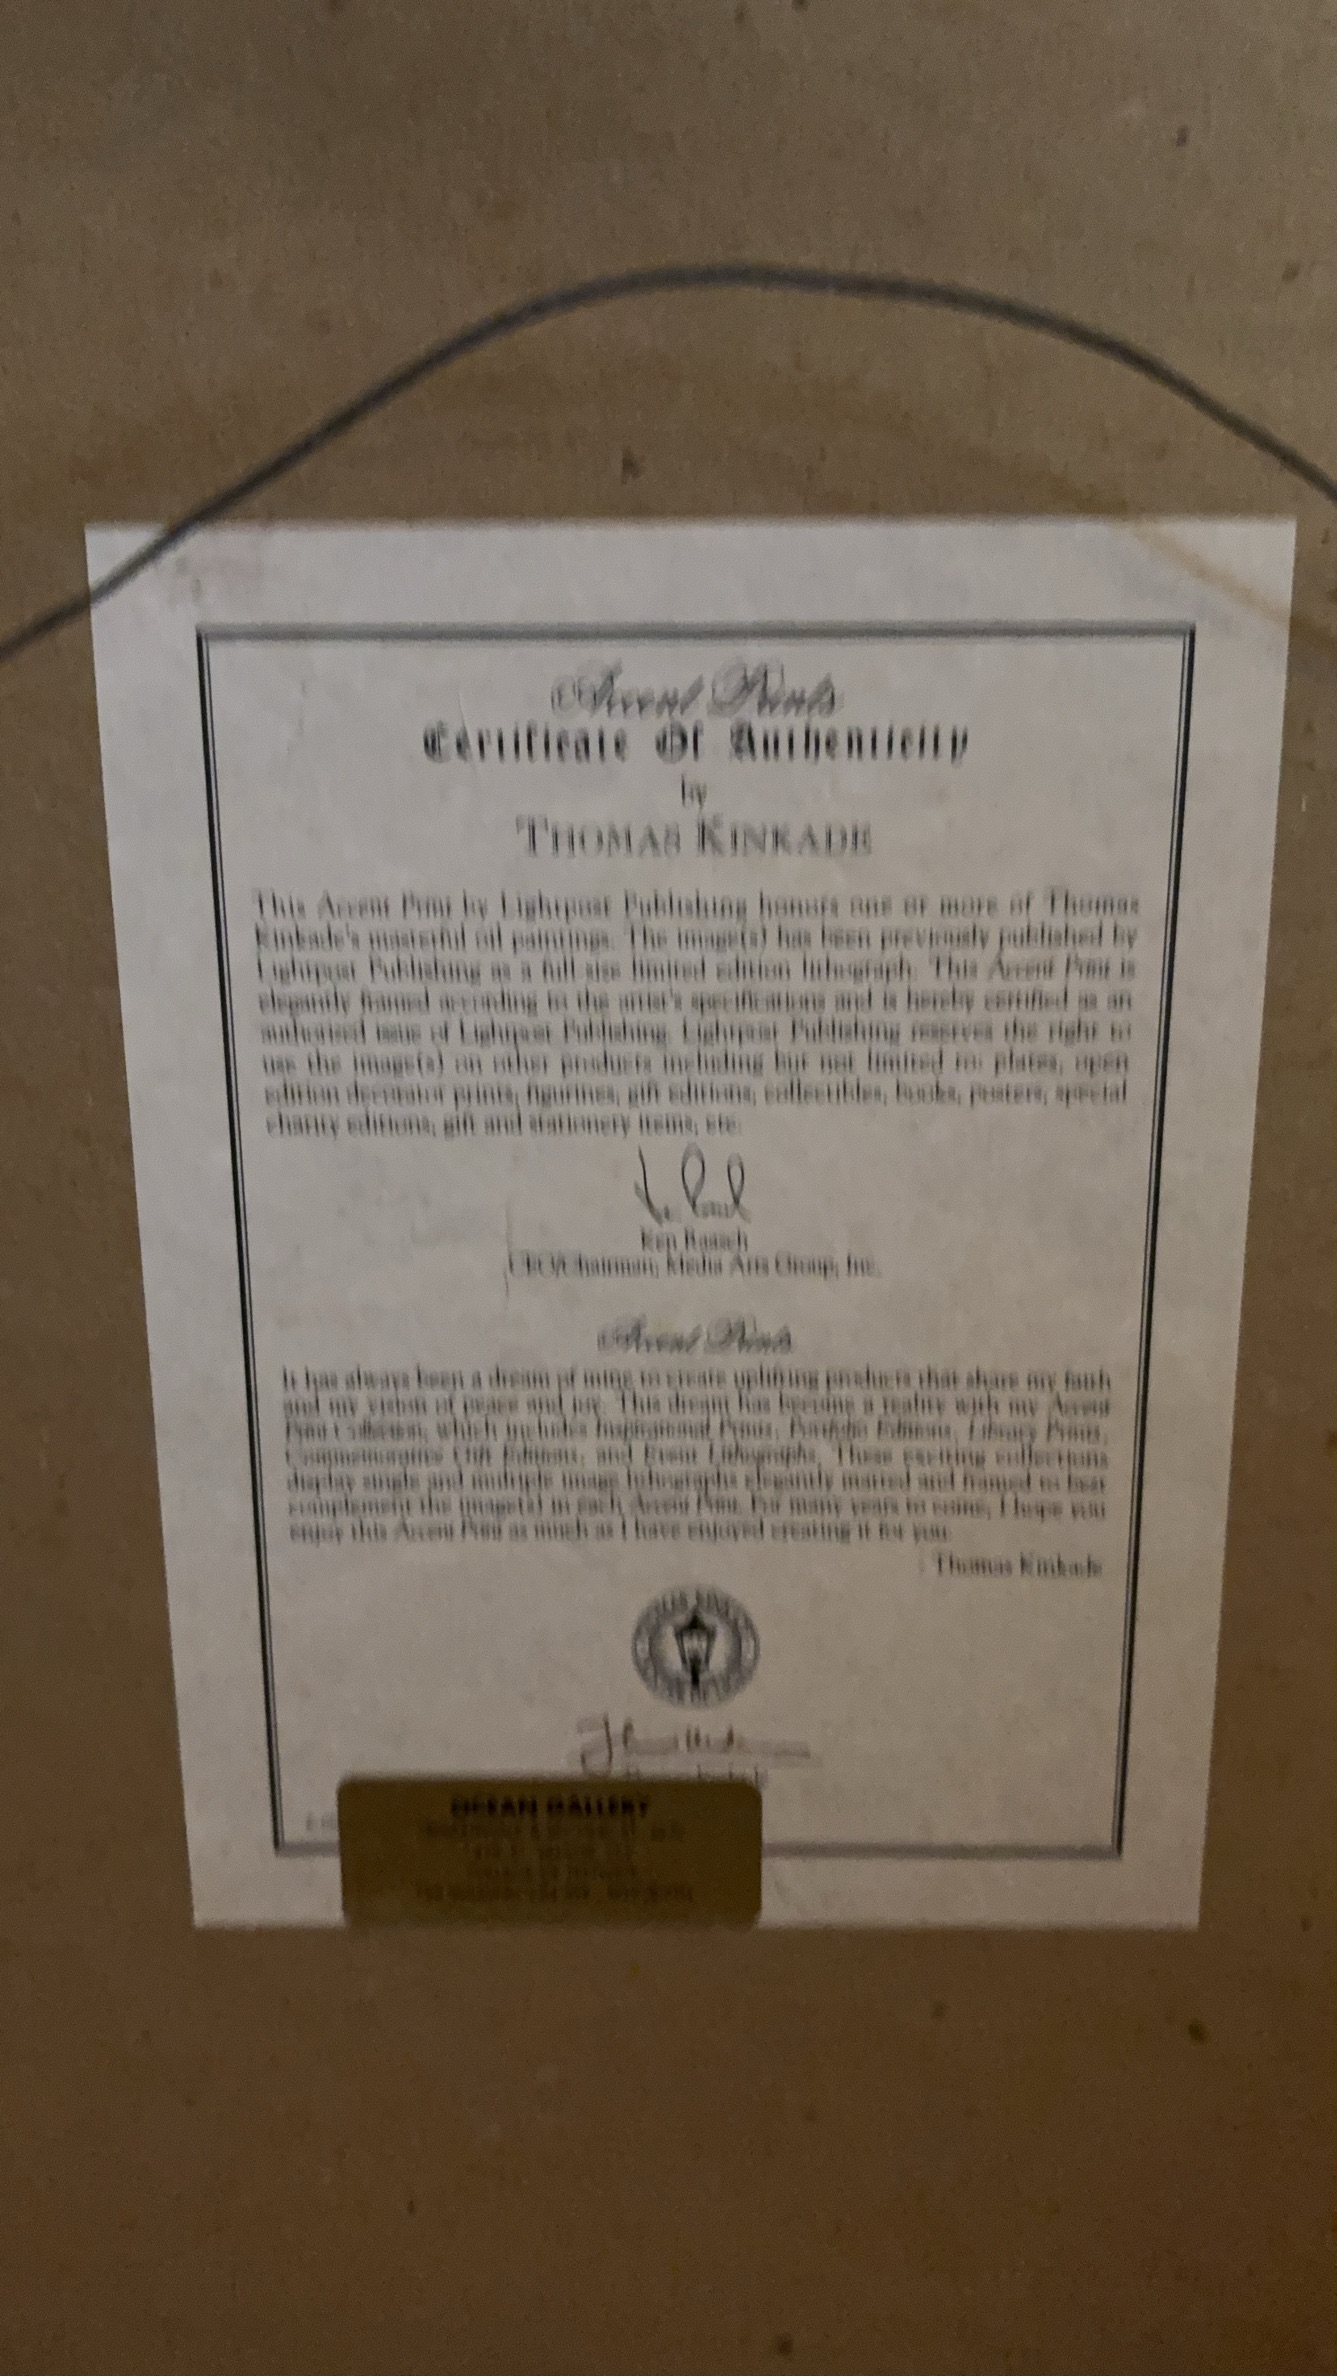 Accent Prints
Certificate Of Authenticity
by
THOMAS KINKADE
This Accent Print by Lightpost Publishing honors one or more of Thomas
Kinkade's masterful oil paintings. The image(s) has been previously published by
Lightpost Publishing as a full-size limited edition lithograph. This Accent Print is
elegantly framed according to the artist's specifications and is hereby certified as an
authorized issue of Lightpost Publishing. Lightpost Publishing reserves the right to
use the image(s) on other products including but not limited to: plates, open
edition decorator prints, figurines, gift editions, collectibles, books, posters, special
charity editions, gift and stationery items, etc.
Ken Raasch
CEO/Chairman, Media Arts Group, Inc.
Accent Prints
It has always been a dream of mine to create uplifting products that share my faith
and my vision of peace and joy. This dream has become a reality with my Accent
Print Collection, which includes Inspirational Prints, Portfolio Editions, Library Prints,
Commemorative Gift Editions, and Event Lithographs. These exciting collections
display single and multiple image lithographs elegantly matted and framed to best
complement the image(s) in each Accent Print. For many years to come, I hope you
enjoy this Accent Print as much as I have enjoyed creating it for you.
Thomas Kinkade
OCEAN GALLERY